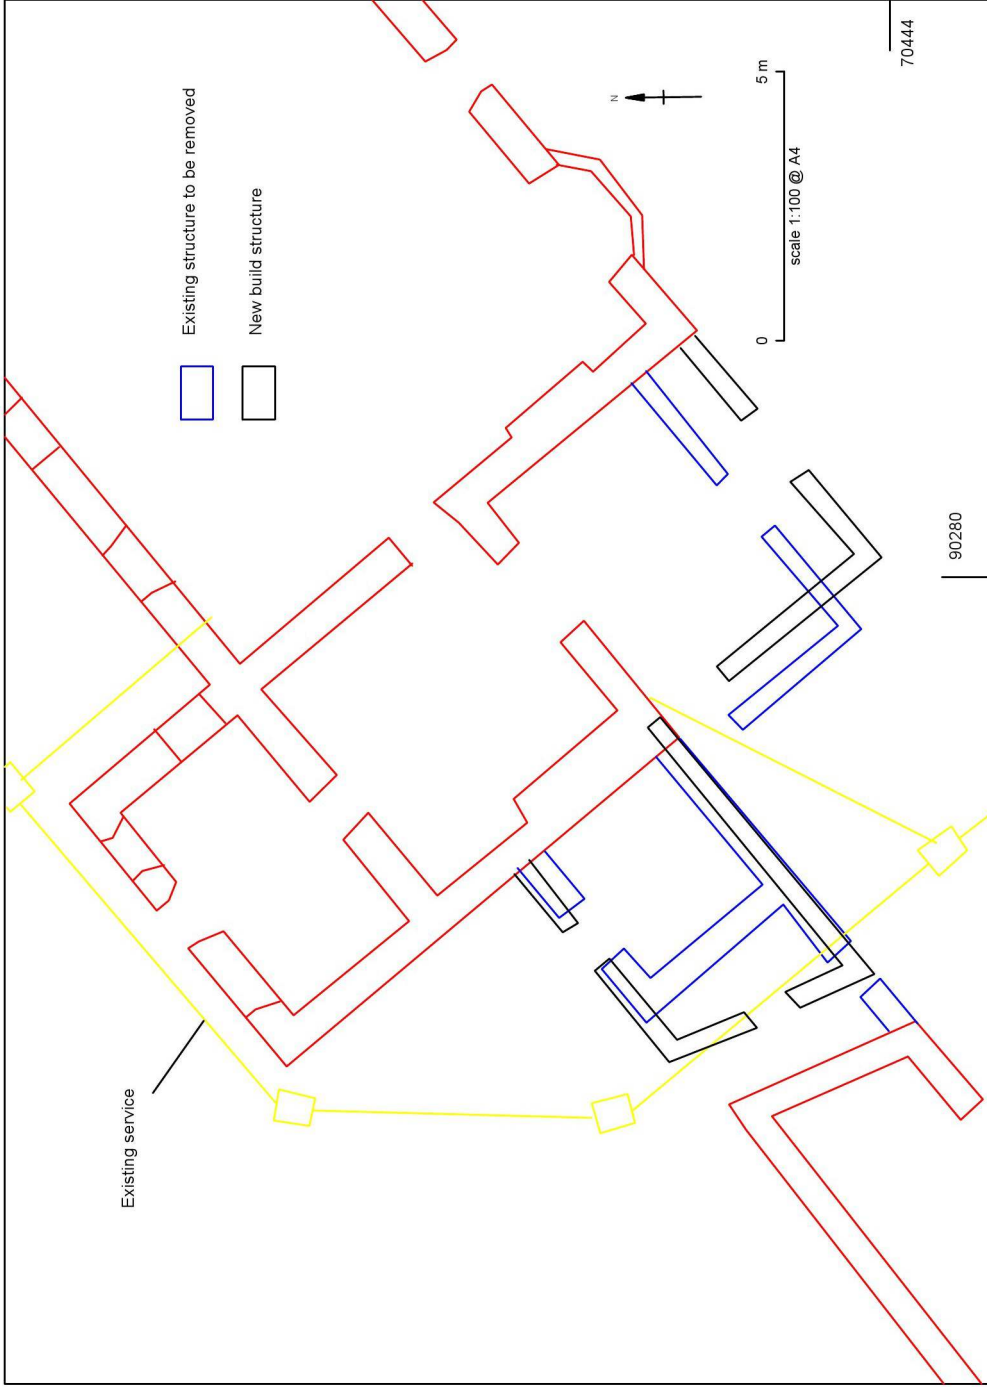 Existing structure to be removed
New build structure
Existing service
N
0
5 m
scale 1:100 @ A4
70444
90280